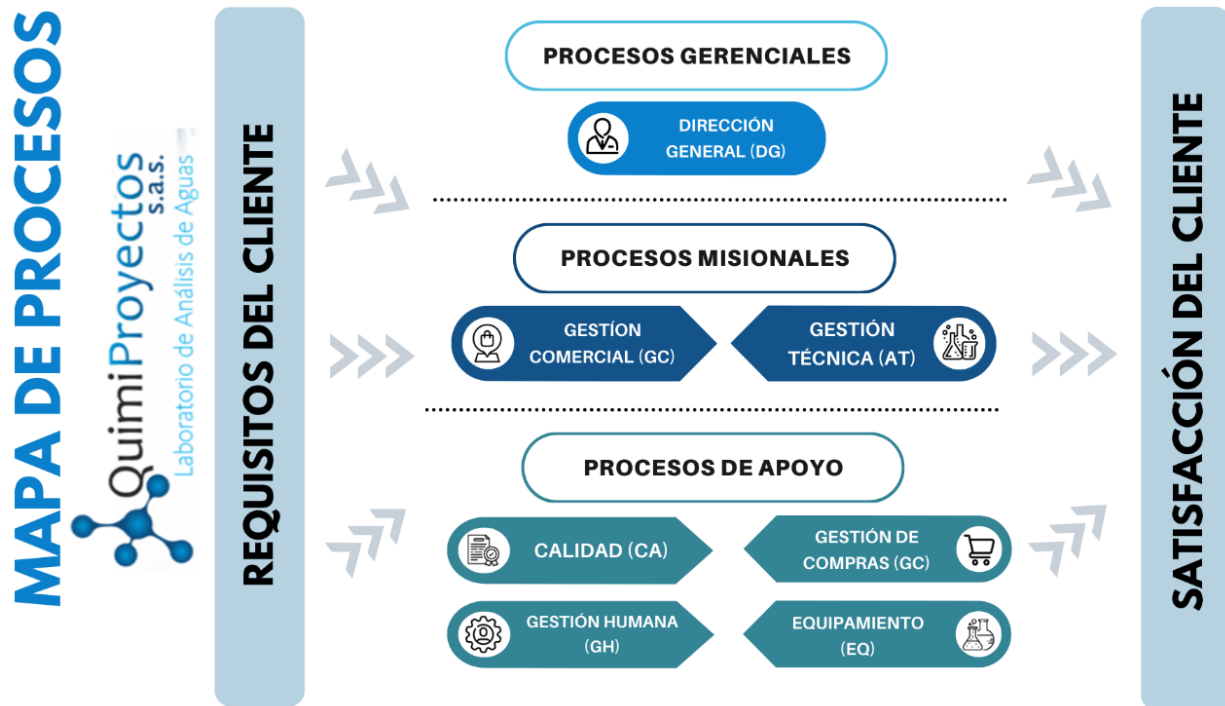 MAPA DE PROCESOS
QuimiProyectos
s.a.s.
Laboratorio de Análisis de Aguas
REQUISITOS DEL CLIENTE
PROCESOS GERENCIALES
DIRECCIÓN
GENERAL (DG)
PROCESOS MISIONALES
GESTÍON
COMERCIAL (GC)
GESTIÓN
TÉCNICA (AT)
PROCESOS DE APOYO
CALIDAD (CA)
GESTIÓN DE
COMPRAS (GC)
GESTIÓN HUMANA
(GH)
EQUIPAMIENTO
(EQ)
SATISFACCIÓN DEL CLIENTE